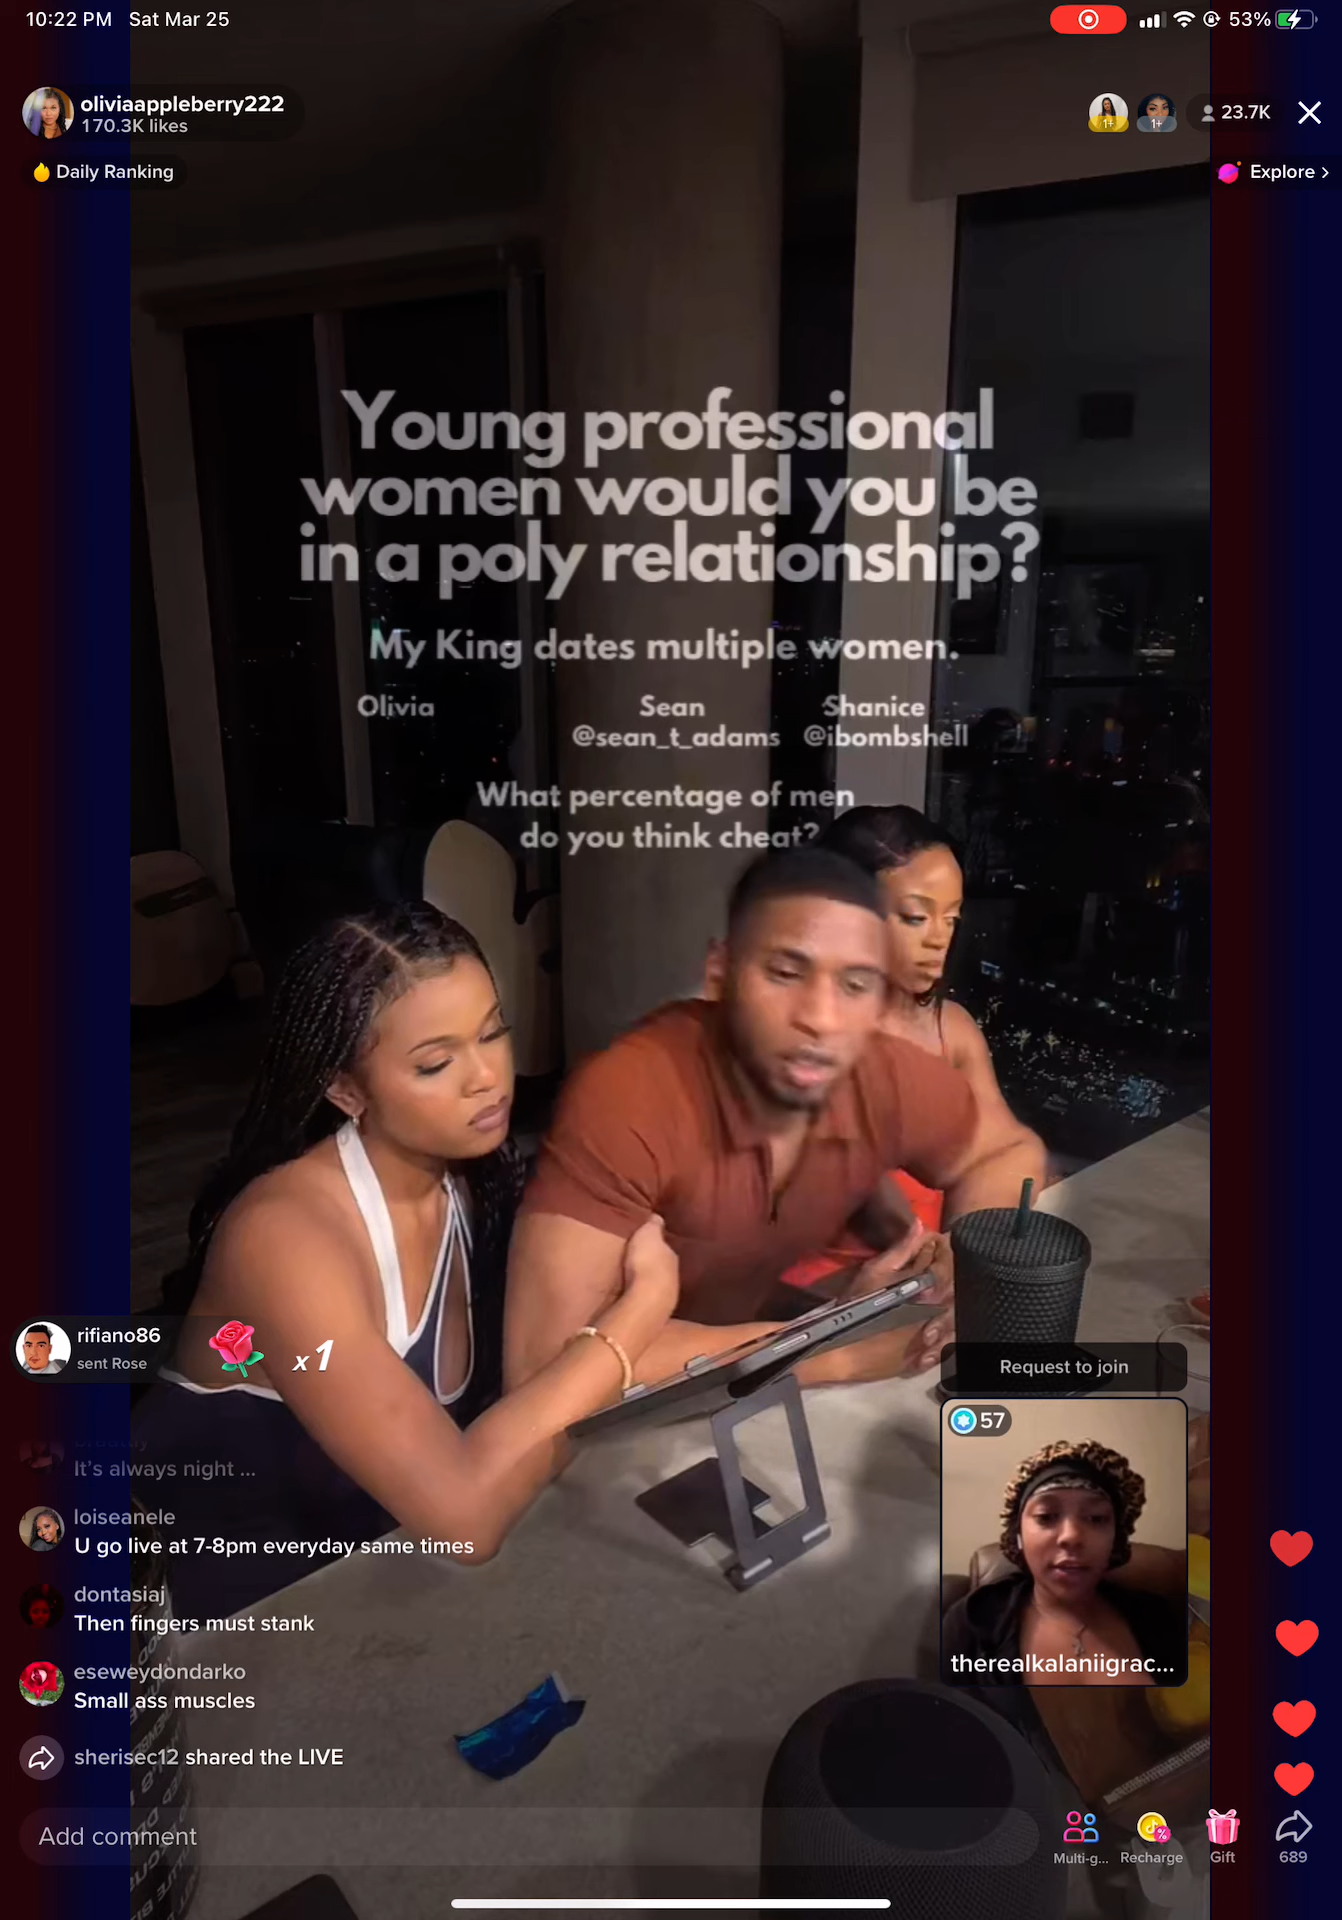 10:22 PM Sat Mar 25
53%
oliviaappleberry222
170.3K likes
1+
1+
23.7K
Daily Ranking
Explore >
Young professional
women would you be
in a poly relationship?
My King dates multiple women.
Olivia Sean Shanice
@sean_t_adams @ibombshell
What percentage of men
do you think cheat?
rifiano86
sent Rose
x1
Request to join
57
therealkalaniigrac...
It's always night ...
loiseanele
U go live at 7-8pm everyday same times
dontasiaj
Then fingers must stank
eseweydondarko
Small ass muscles
sherisec12 shared the LIVE
Add comment
Multi-g...
Recharge
Gift
689